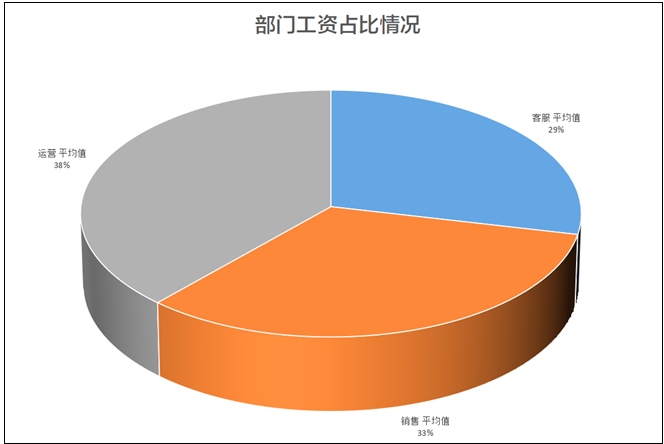 部门工资占比情况
客服 平均值
29%
运营 平均值
38%
销售 平均值
33%